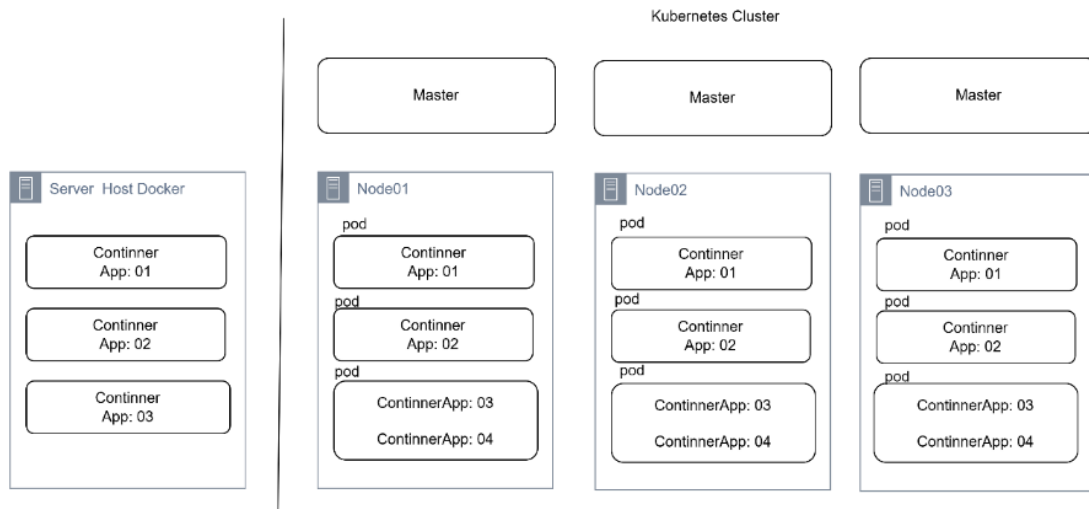 Kubernetes Cluster
Master
Master
Master
Server Host Docker
Continner
App: 01
Continner
App: 02
Continner
App: 03
Node01
pod
Continner
App: 01
pod
Continner
App: 02
pod
ContinnerApp: 03
ContinnerApp: 04
Node02
pod
Continner
App: 01
pod
Continner
App: 02
pod
ContinnerApp: 03
ContinnerApp: 04
Node03
pod
Continner
App: 01
pod
Continner
App: 02
pod
ContinnerApp: 03
ContinnerApp: 04